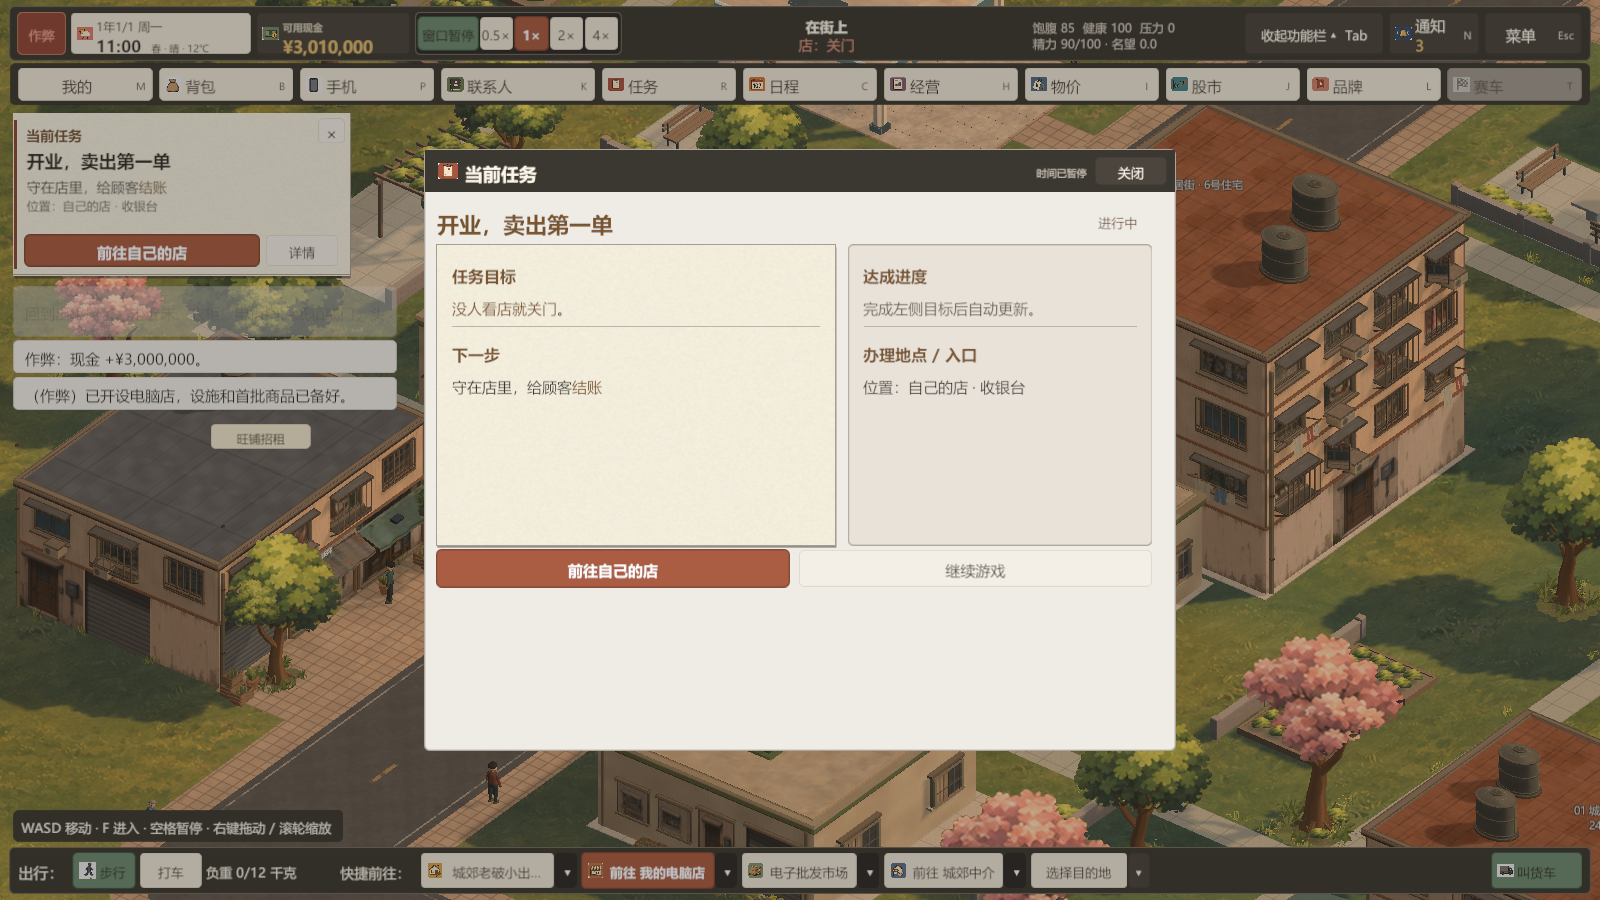 作弊
1年1/1 周一
11:00 春 · 晴 · 12℃
可用现金
¥3,010,000
窗口暂停
0.5×
1×
2×
4×
在街上
店：关门
饱腹 85 健康 100 压力 0
精力 90/100 · 名望 0.0
收起功能栏 ▴ Tab
通知
3
N
菜单 Esc
我的 M
背包 B
手机 P
联系人 K
任务 R
日程 C
经营 H
物价 I
股市 J
品牌 L
赛车 T
当前任务
×
开业，卖出第一单
守在店里，给顾客结账
位置：自己的店 · 收银台
前往自己的店
详情
作弊：现金 +¥3,000,000。
（作弊）已开设电脑店，设施和首批商品已备好。
旺铺招租
当前任务
时间已暂停
关闭
开业，卖出第一单
进行中
任务目标
没人看店就关门。
下一步
守在店里，给顾客结账
达成进度
完成左侧目标后自动更新。
办理地点 / 入口
位置：自己的店 · 收银台
前往自己的店
继续游戏
居街 · 6号住宅
01 城
24
WASD 移动 · F 进入 · 空格暂停 · 右键拖动 / 滚轮缩放
出行：
步行
打车
负重 0/12 千克
快捷前往：
城郊老破小出... ▾
前往 我的电脑店 ▾
电子批发市场 ▾
前往 城郊中介 ▾
选择目的地 ▾
叫货车